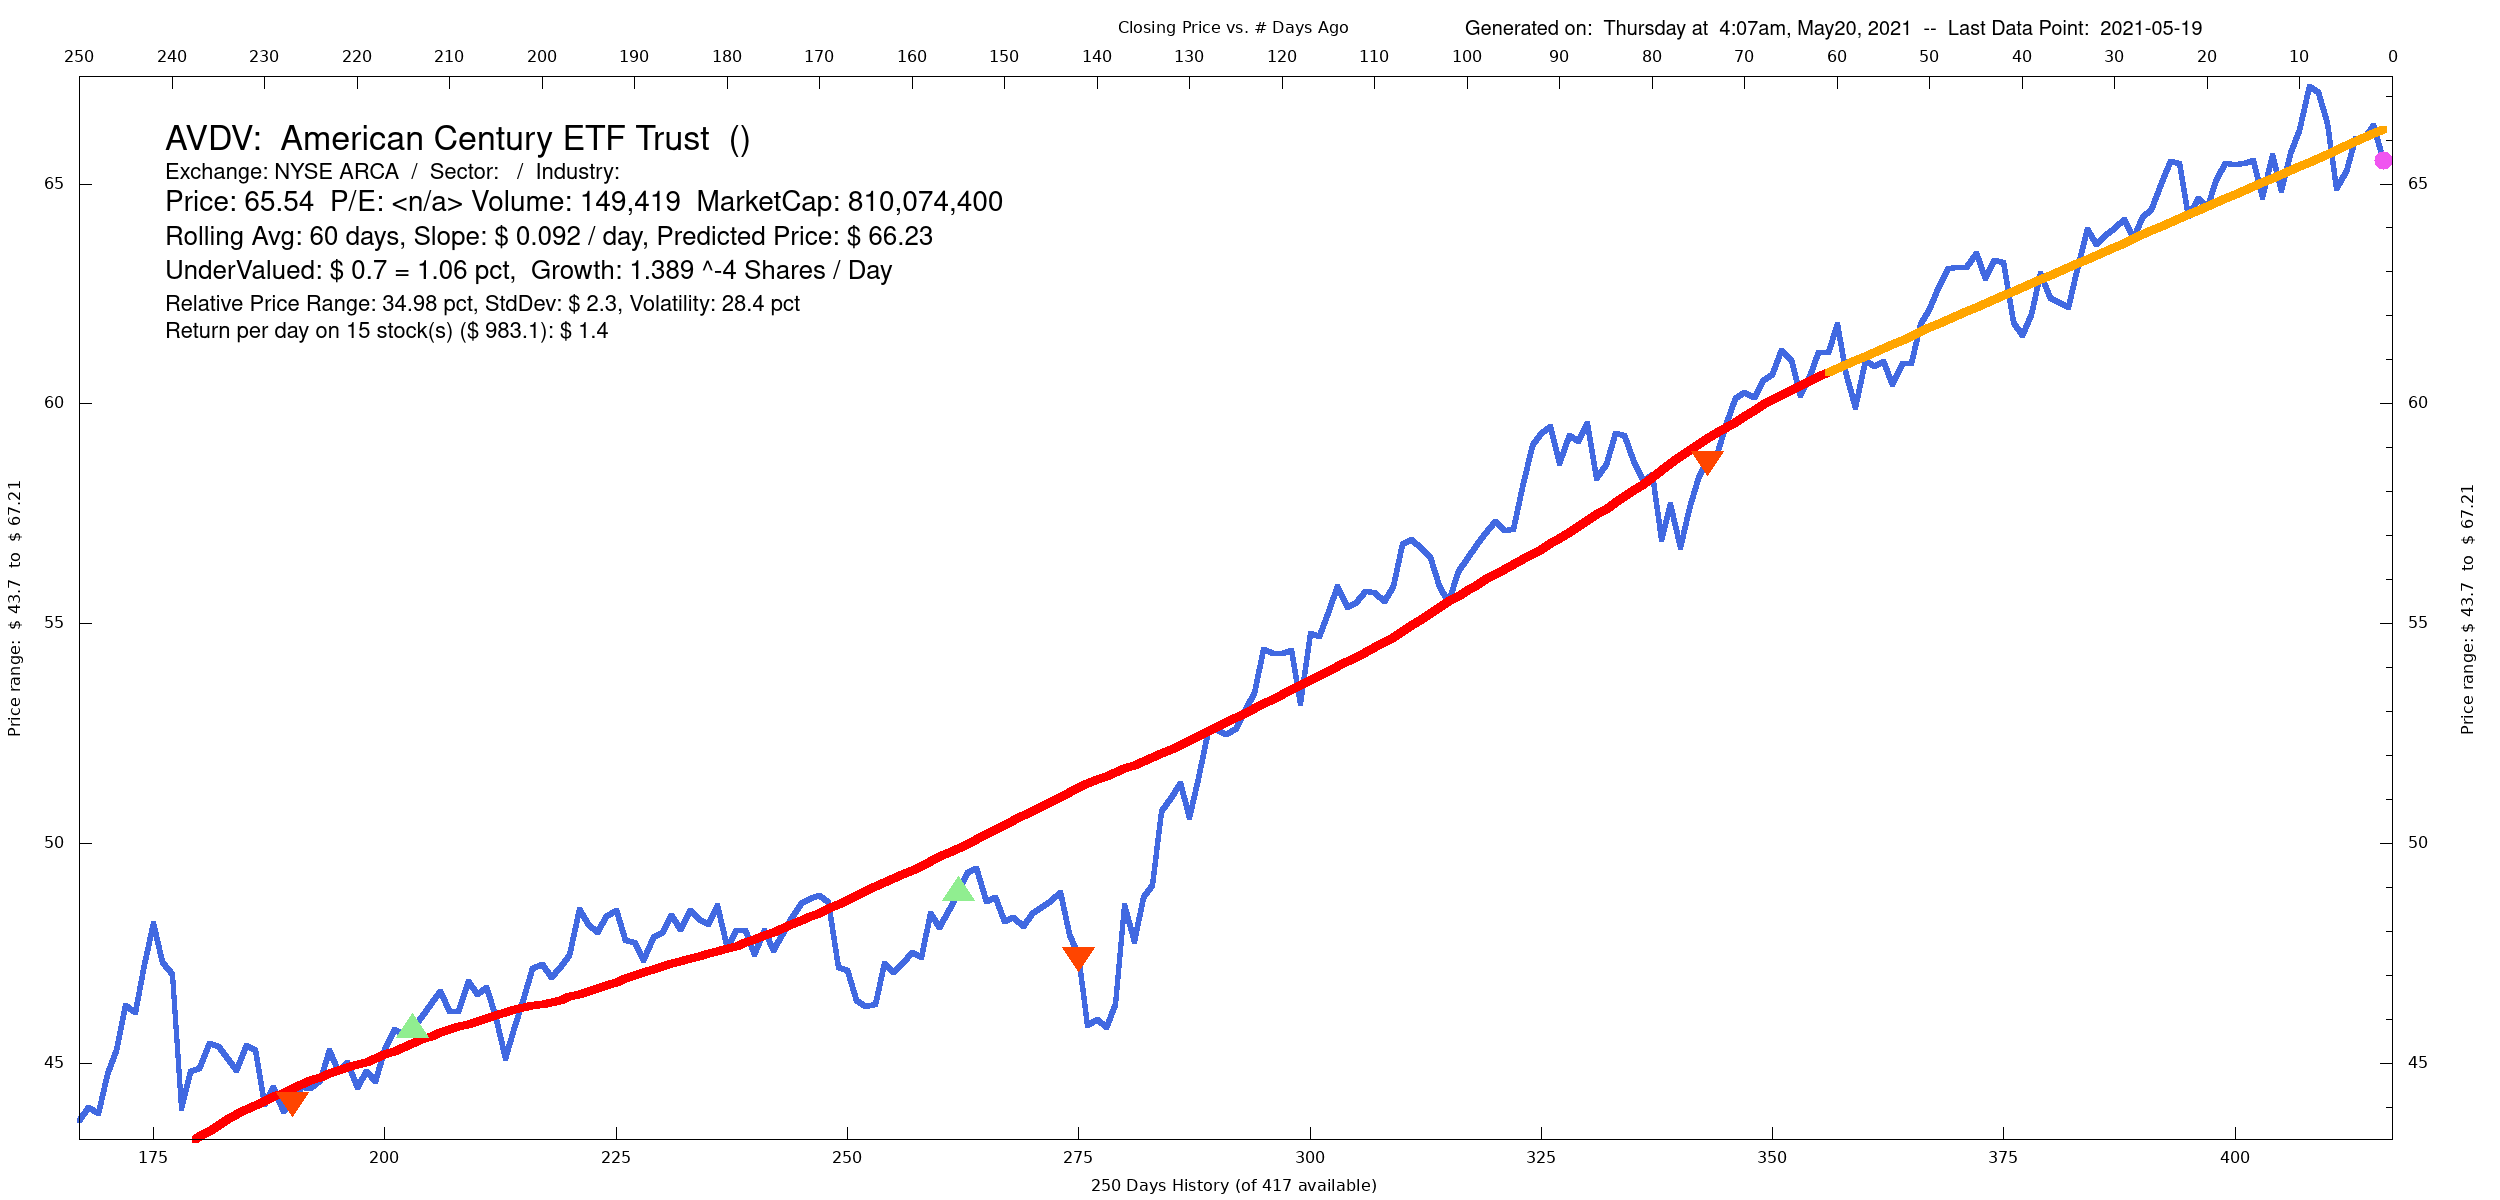 Closing Price vs. # Days Ago
Generated on:  Thursday at  4:07am, May20, 2021  --  Last Data Point:  2021-05-19
250 240 230 220 210 200 190 180 170 160 150 140 130 120 110 100 90 80 70 60 50 40 30 20 10 0
AVDV:  American Century ETF Trust  ()
Exchange: NYSE ARCA  /  Sector:   /  Industry:
Price: 65.54  P/E: <n/a> Volume: 149,419  MarketCap: 810,074,400
Rolling Avg: 60 days, Slope: $ 0.092 / day, Predicted Price: $ 66.23
UnderValued: $ 0.7 = 1.06 pct,  Growth: 1.389 ^-4 Shares / Day
Relative Price Range: 34.98 pct, StdDev: $ 2.3, Volatility: 28.4 pct
Return per day on 15 stock(s) ($ 983.1): $ 1.4
65 65
60 60
55 55
50 50
45 45
Price range:  $ 43.7  to  $ 67.21
Price range: $ 43.7  to  $ 67.21
175 200 225 250 275 300 325 350 375 400
250 Days History (of 417 available)